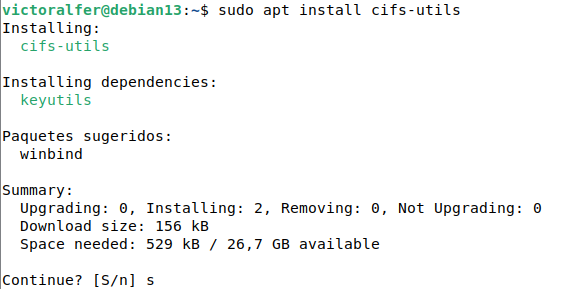 victoralfer@debian13:~$ sudo apt install cifs-utils
Installing:
  cifs-utils

Installing dependencies:
  keyutils

Paquetes sugeridos:
  winbind

Summary:
  Upgrading: 0, Installing: 2, Removing: 0, Not Upgrading: 0
  Download size: 156 kB
  Space needed: 529 kB / 26,7 GB available

Continue? [S/n] s